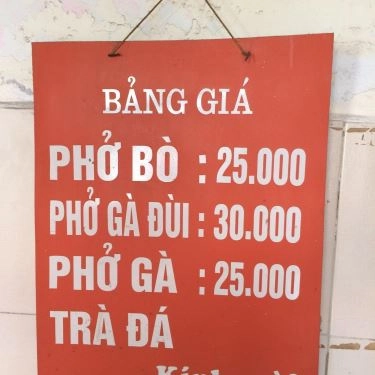 BẢNG GIÁ
PHỞ BÒ : 25.000
PHỞ GÀ ĐÙI : 30.000
PHỞ GÀ : 25.000
TRÀ ĐÁ